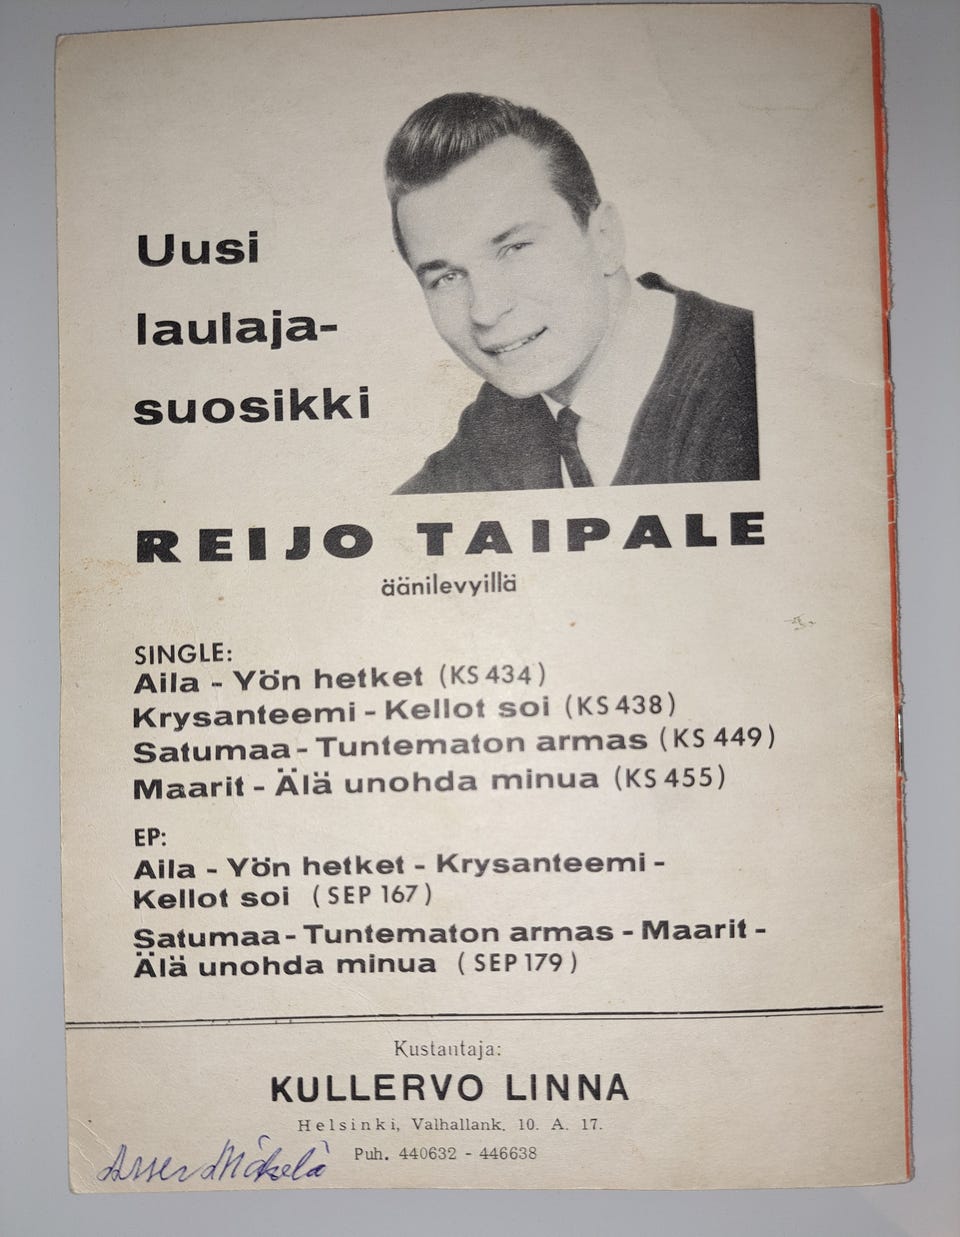 Uusi
laulaja-
suosikki
REIJO TAIPALE
äänilevyillä
SINGLE:
Aila - Yön hetket (KS 434)
Krysanteemi - Kellot soi (KS 438)
Satumaa - Tuntematon armas (KS 449)
Maarit - Älä unohda minua (KS 455)
EP:
Aila - Yön hetket - Krysanteemi -
Kellot soi (SEP 167)
Satumaa - Tuntematon armas - Maarit -
Älä unohda minua (SEP 179)
Kustantaja:
KULLERVO LINNA
Helsinki, Valhallank. 10. A. 17.
Puh. 440632 - 446638
Mäkelä